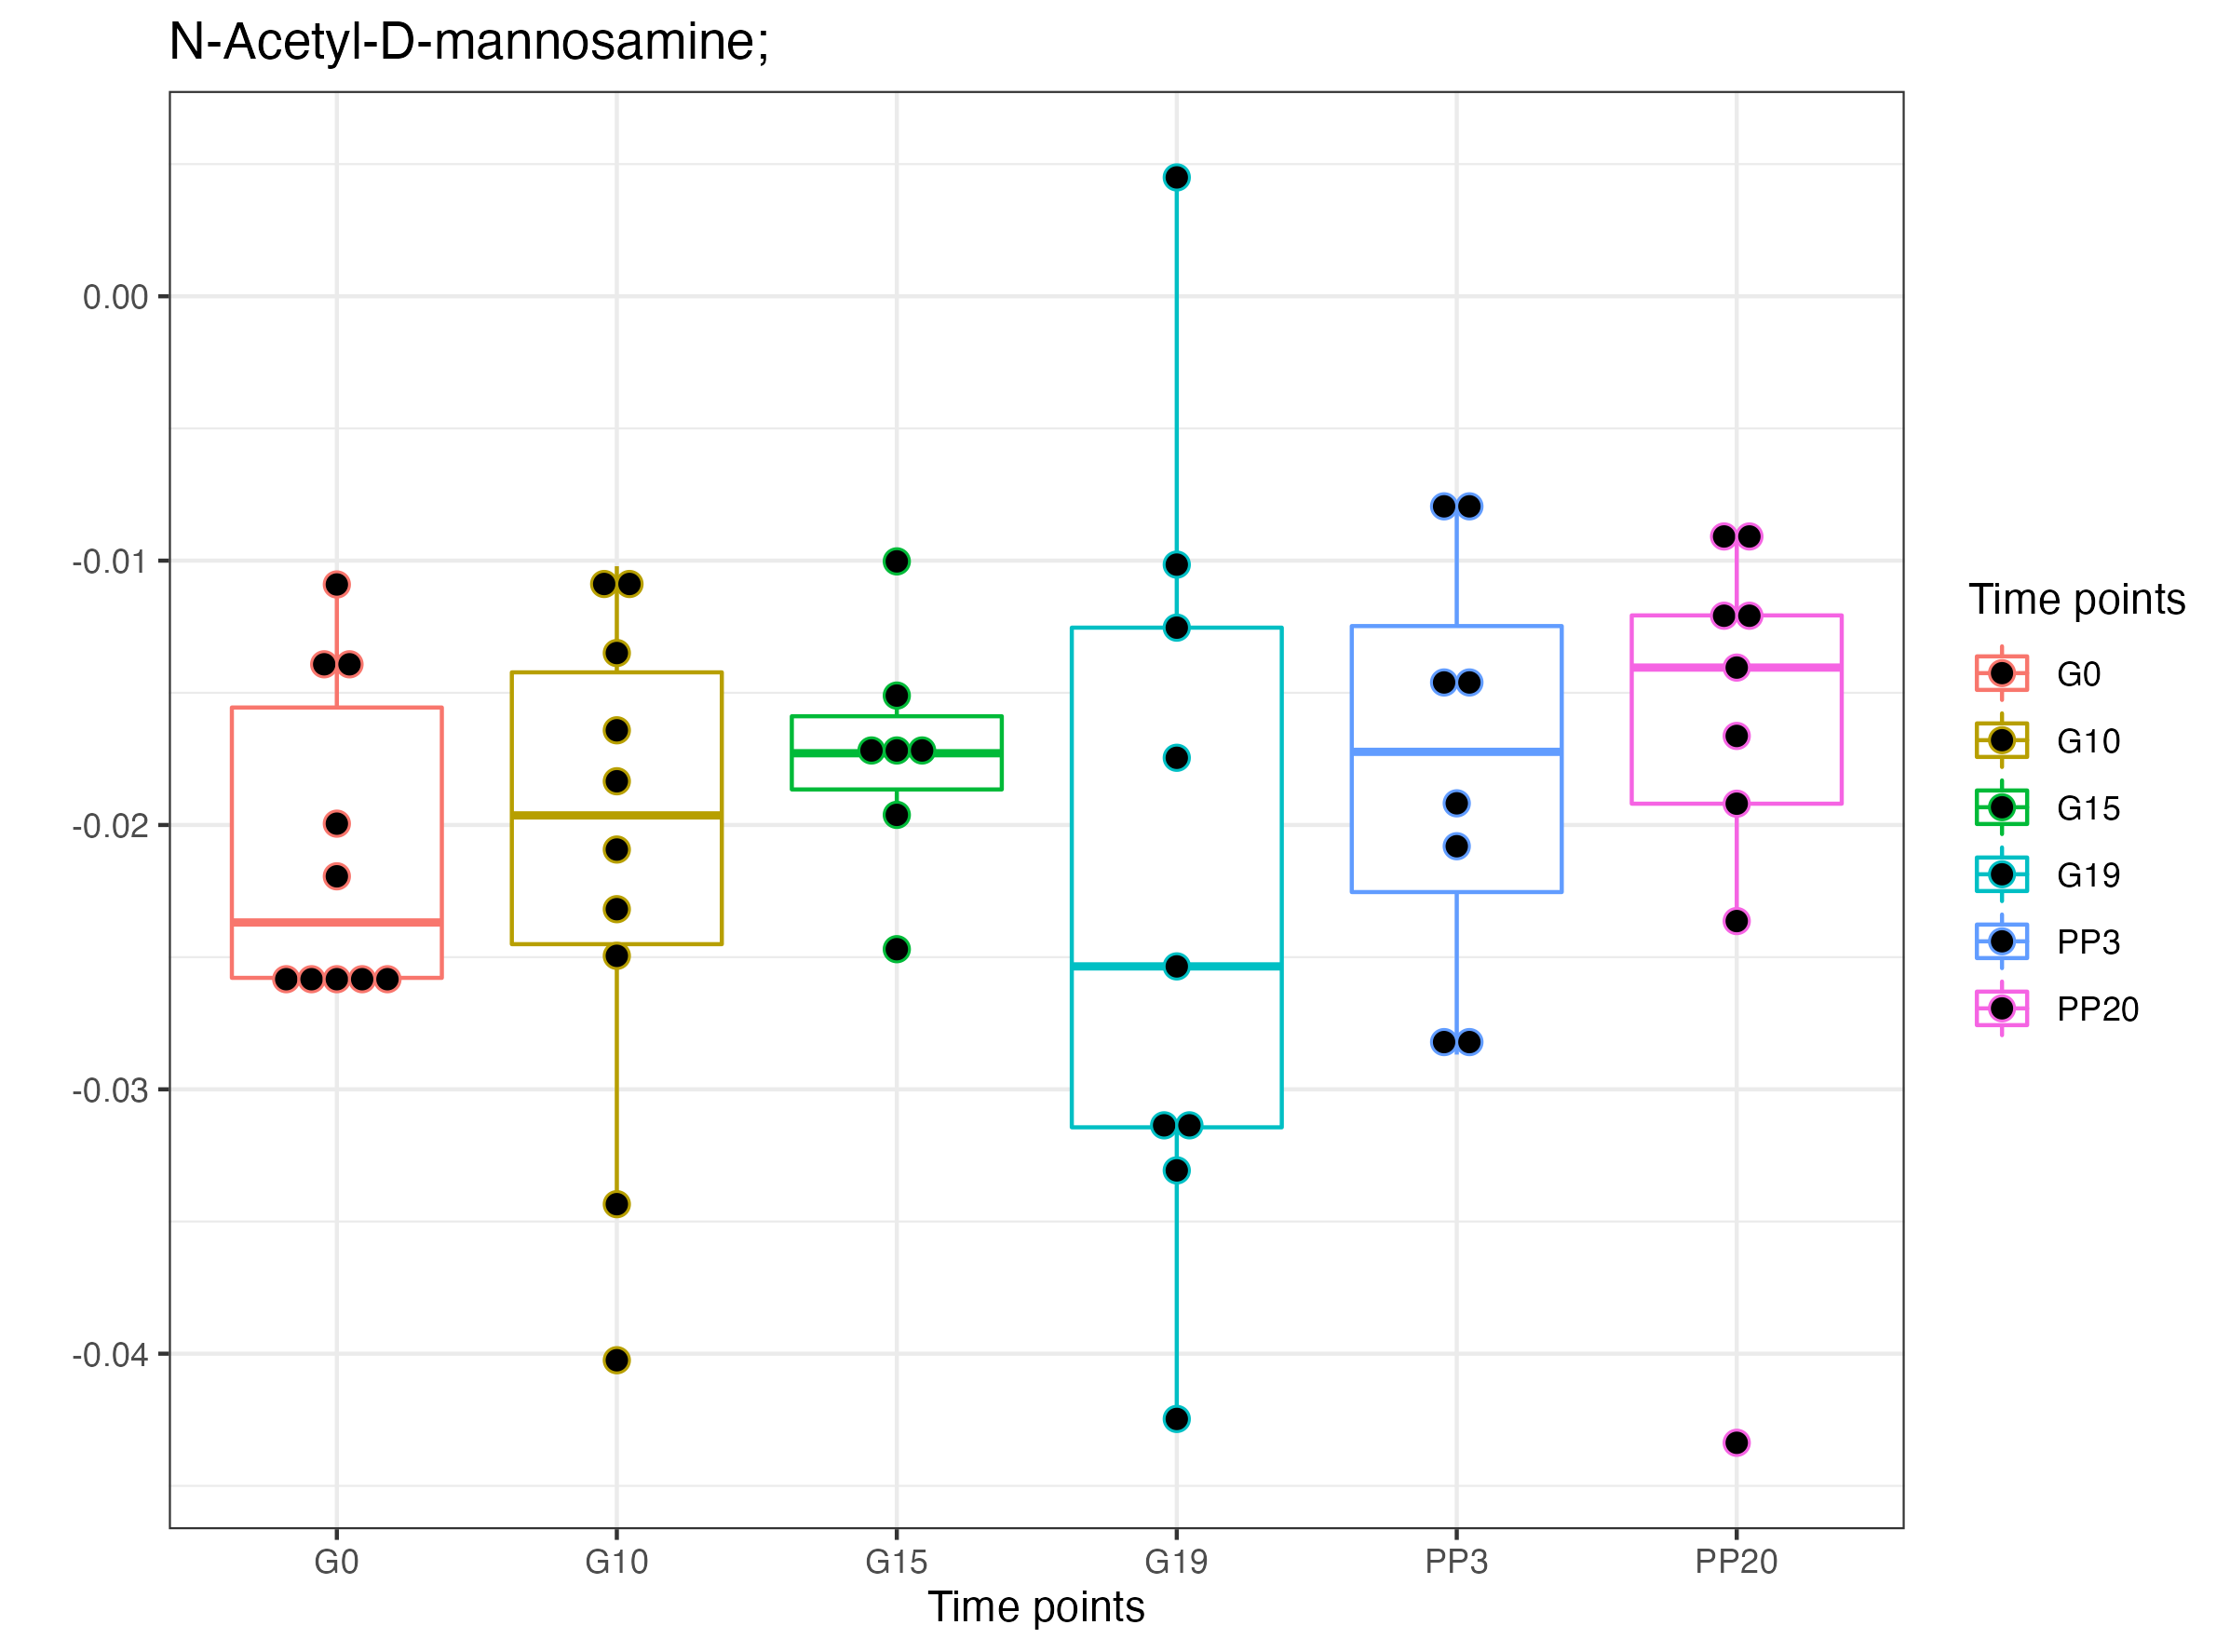 N-Acetyl-D-mannosamine;
0.00
-0.01
-0.02
-0.03
-0.04
G0 G10 G15 G19 PP3 PP20
Time points
Time points
G0
G10
G15
G19
PP3
PP20